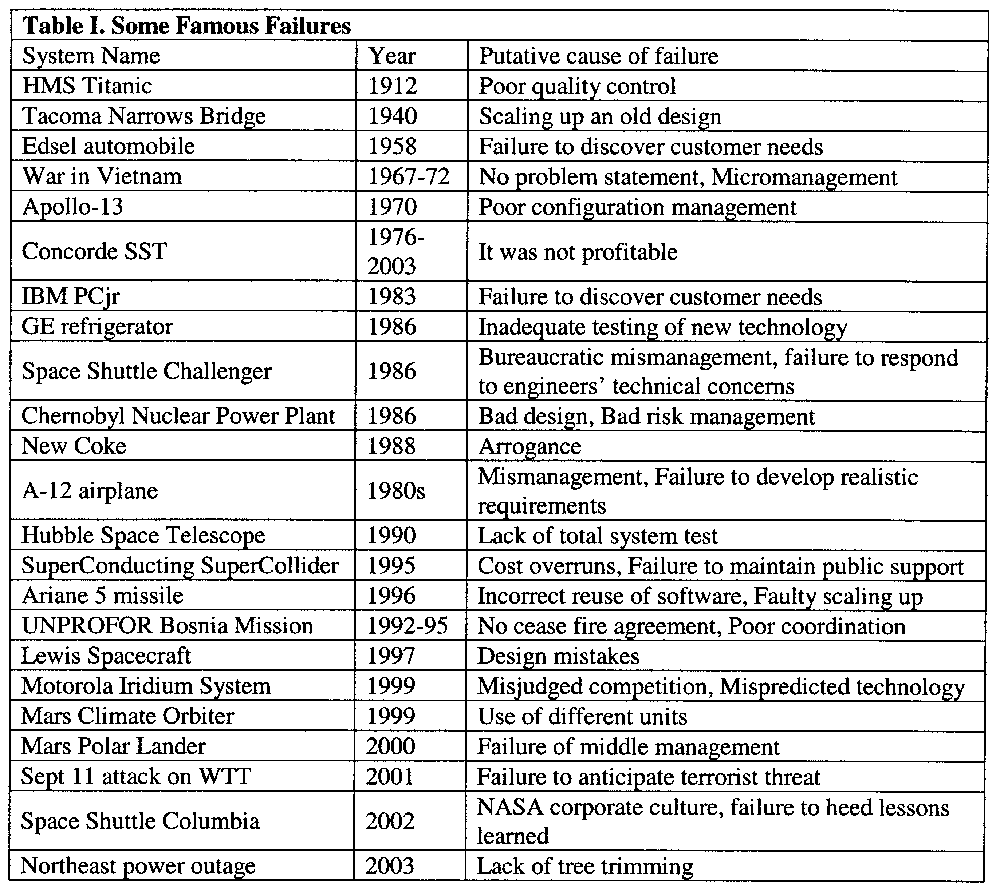 Table I. Some Famous Failures
System Name Year Putative cause of failure
HMS Titanic 1912 Poor quality control
Tacoma Narrows Bridge 1940 Scaling up an old design
Edsel automobile 1958 Failure to discover customer needs
War in Vietnam 1967-72 No problem statement, Micromanagement
Apollo-13 1970 Poor configuration management
Concorde SST 1976-
2003 It was not profitable
IBM PCjr 1983 Failure to discover customer needs
GE refrigerator 1986 Inadequate testing of new technology
Space Shuttle Challenger 1986 Bureaucratic mismanagement, failure to respond
to engineers’ technical concerns
Chernobyl Nuclear Power Plant 1986 Bad design, Bad risk management
New Coke 1988 Arrogance
A-12 airplane 1980s Mismanagement, Failure to develop realistic
requirements
Hubble Space Telescope 1990 Lack of total system test
SuperConducting SuperCollider 1995 Cost overruns, Failure to maintain public support
Ariane 5 missile 1996 Incorrect reuse of software, Faulty scaling up
UNPROFOR Bosnia Mission 1992-95 No cease fire agreement, Poor coordination
Lewis Spacecraft 1997 Design mistakes
Motorola Iridium System 1999 Misjudged competition, Mispredicted technology
Mars Climate Orbiter 1999 Use of different units
Mars Polar Lander 2000 Failure of middle management
Sept 11 attack on WTT 2001 Failure to anticipate terrorist threat
Space Shuttle Columbia 2002 NASA corporate culture, failure to heed lessons
learned
Northeast power outage 2003 Lack of tree trimming